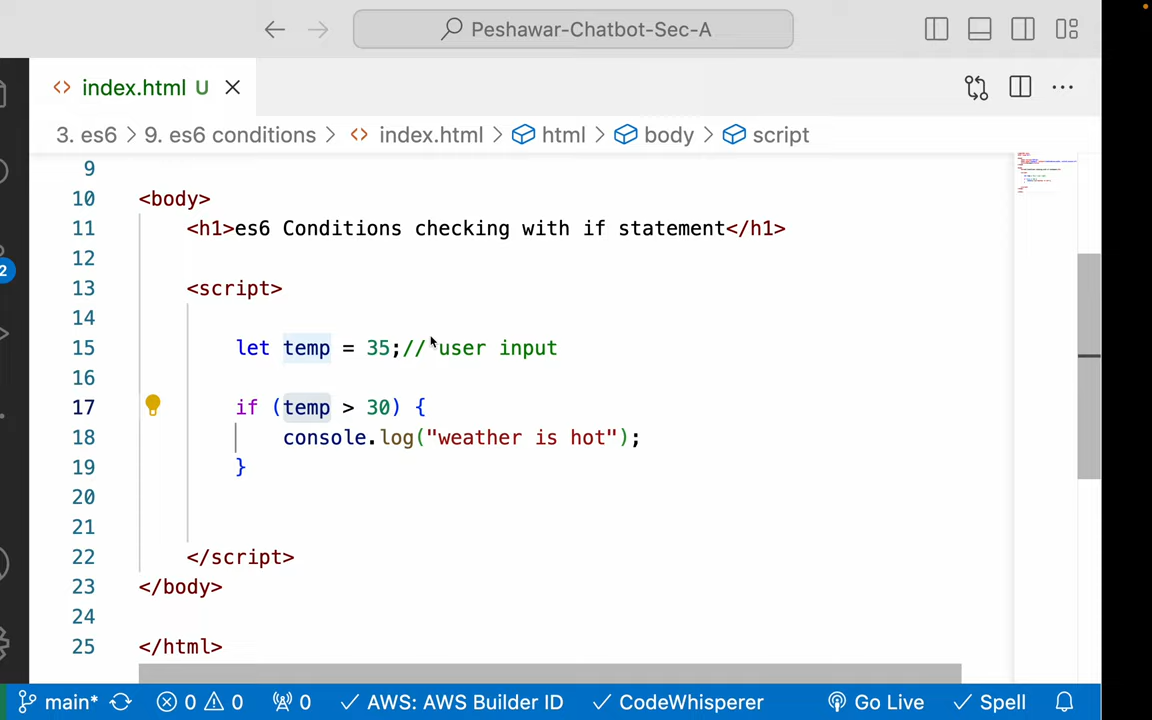 Peshawar-Chatbot-Sec-A
index.html U
3. es6 > 9. es6 conditions > index.html > html > body > script
9
10 <body>
11 <h1>es6 Conditions checking with if statement</h1>
12
13 <script>
14
15 let temp = 35;// user input
16
17 if (temp > 30) {
18 console.log("weather is hot");
19 }
20
21
22 </script>
23 </body>
24
25 </html>
2
main* 0 0 0 AWS: AWS Builder ID CodeWhisperer Go Live Spell